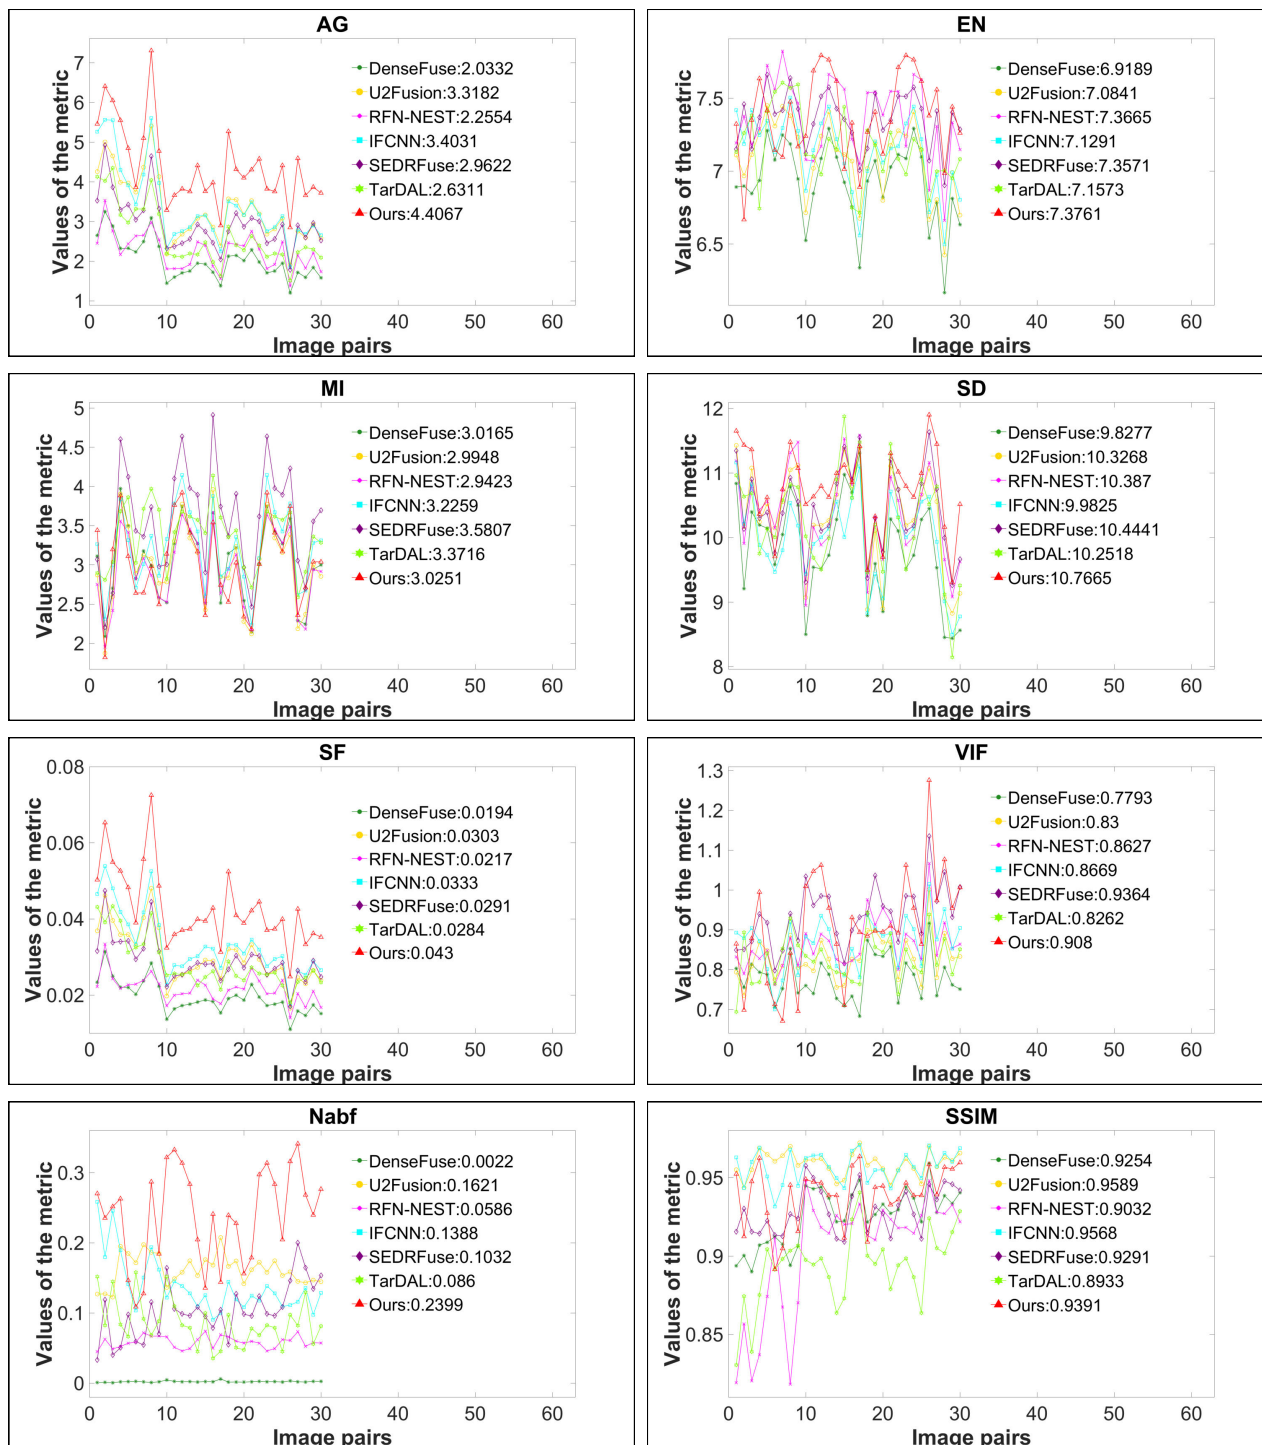 AG
Values of the metric
7
6
5
4
3
2
1
0 10 20 30 40 50 60
Image pairs
DenseFuse:2.0332
U2Fusion:3.3182
RFN-NEST:2.2554
IFCNN:3.4031
SEDRFuse:2.9622
TarDAL:2.6311
Ours:4.4067
EN
Values of the metric
7.5
7
6.5
0 10 20 30 40 50 60
Image pairs
DenseFuse:6.9189
U2Fusion:7.0841
RFN-NEST:7.3665
IFCNN:7.1291
SEDRFuse:7.3571
TarDAL:7.1573
Ours:7.3761
MI
Values of the metric
5
4.5
4
3.5
3
2.5
2
0 10 20 30 40 50 60
Image pairs
DenseFuse:3.0165
U2Fusion:2.9948
RFN-NEST:2.9423
IFCNN:3.2259
SEDRFuse:3.5807
TarDAL:3.3716
Ours:3.0251
SD
Values of the metric
12
11
10
9
8
0 10 20 30 40 50 60
Image pairs
DenseFuse:9.8277
U2Fusion:10.3268
RFN-NEST:10.387
IFCNN:9.9825
SEDRFuse:10.4441
TarDAL:10.2518
Ours:10.7665
SF
Values of the metric
0.08
0.06
0.04
0.02
0 10 20 30 40 50 60
Image pairs
DenseFuse:0.0194
U2Fusion:0.0303
RFN-NEST:0.0217
IFCNN:0.0333
SEDRFuse:0.0291
TarDAL:0.0284
Ours:0.043
VIF
Values of the metric
1.3
1.2
1.1
1
0.9
0.8
0.7
0 10 20 30 40 50 60
Image pairs
DenseFuse:0.7793
U2Fusion:0.83
RFN-NEST:0.8627
IFCNN:0.8669
SEDRFuse:0.9364
TarDAL:0.8262
Ours:0.908
Nabf
Values of the metric
0.3
0.2
0.1
0
0 10 20 30 40 50 60
Image pairs
DenseFuse:0.0022
U2Fusion:0.1621
RFN-NEST:0.0586
IFCNN:0.1388
SEDRFuse:0.1032
TarDAL:0.086
Ours:0.2399
SSIM
Values of the metric
0.95
0.9
0.85
0 10 20 30 40 50 60
Image pairs
DenseFuse:0.9254
U2Fusion:0.9589
RFN-NEST:0.9032
IFCNN:0.9568
SEDRFuse:0.9291
TarDAL:0.8933
Ours:0.9391